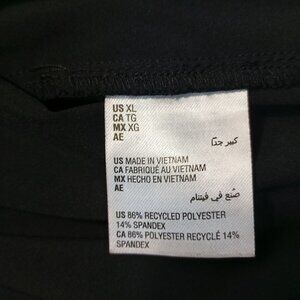 US XL
CA TG
MX XG
AE
كبير جدًا
US MADE IN VIETNAM
CA FABRIQUÉ AU VIETNAM
MX HECHO EN VIETNAM
AE
صُنع في فيتنام
US 86% RECYCLED POLYESTER
14% SPANDEX
CA 86% POLYESTER RECYCLÉ 14%
SPANDEX